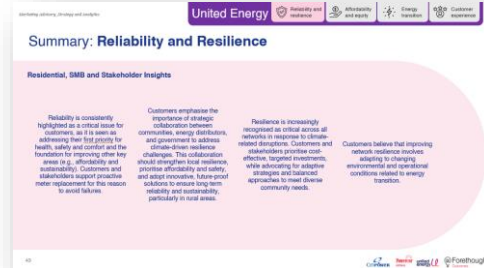 Marketing advisory, strategy and analytics
United Energy
Reliability and
resilience
Affordability
and equity
Energy
transition
Customer
experience
Summary: Reliability and Resilience
Residential, SMB and Stakeholder Insights
Reliability is consistently
highlighted as a critical issue for
customers, as it is seen as
addressing their first priority for
health, safety and comfort and the
foundation for improving other key
areas (e.g., affordability and
sustainability). Customers and
stakeholders support proactive
meter replacement for this reason
to avoid failures.
Customers emphasise the
importance of strategic
collaboration between
communities, energy distributors,
and government to address
climate-driven resilience
challenges. This collaboration
should strengthen local resilience,
prioritise affordability and safety,
and adopt innovative, future-proof
solutions to ensure long-term
reliability and sustainability,
particularly in rural areas.
Resilience is increasingly
recognised as critical across all
networks in response to climate-
related disruptions. Customers and
stakeholders prioritise cost-
effective, targeted investments,
while advocating for adaptive
strategies and balanced
approaches to meet diverse
community needs.
Customers believe that improving
network resilience involves
adapting to changing
environmental and operational
conditions related to energy
transition.
CitiPower
united
energy
Forethought